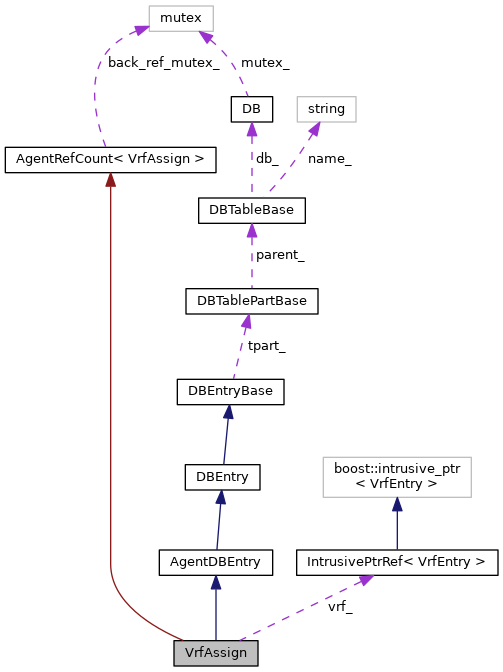 mutex
back_ref_mutex_
mutex_
DB
string
AgentRefCount< VrfAssign >
db_
name_
DBTableBase
parent_
DBTablePartBase
tpart_
DBEntryBase
boost::intrusive_ptr
< VrfEntry >
DBEntry
AgentDBEntry
IntrusivePtrRef< VrfEntry >
vrf_
VrfAssign